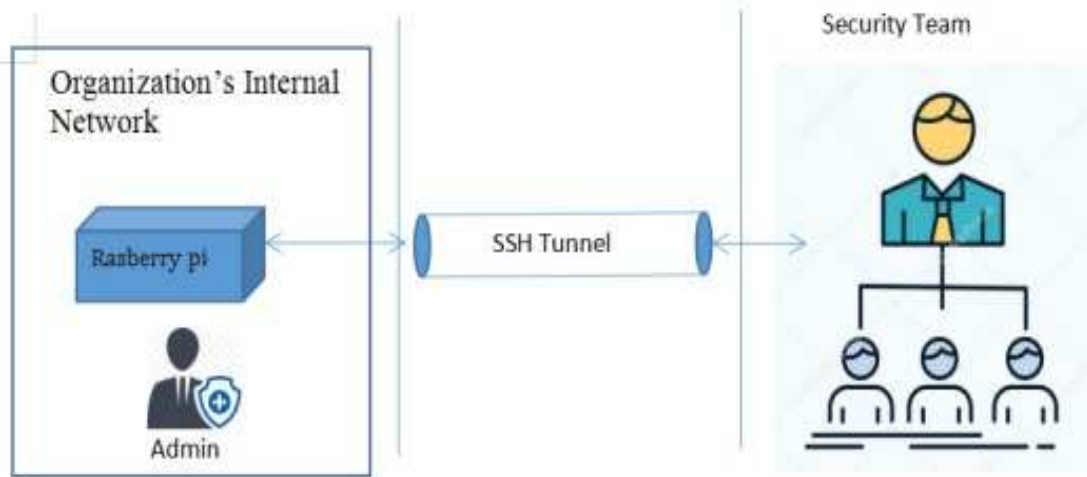 Security Team
Organization's Internal
Network
Rasberry pi
SSH Tunnel
Admin